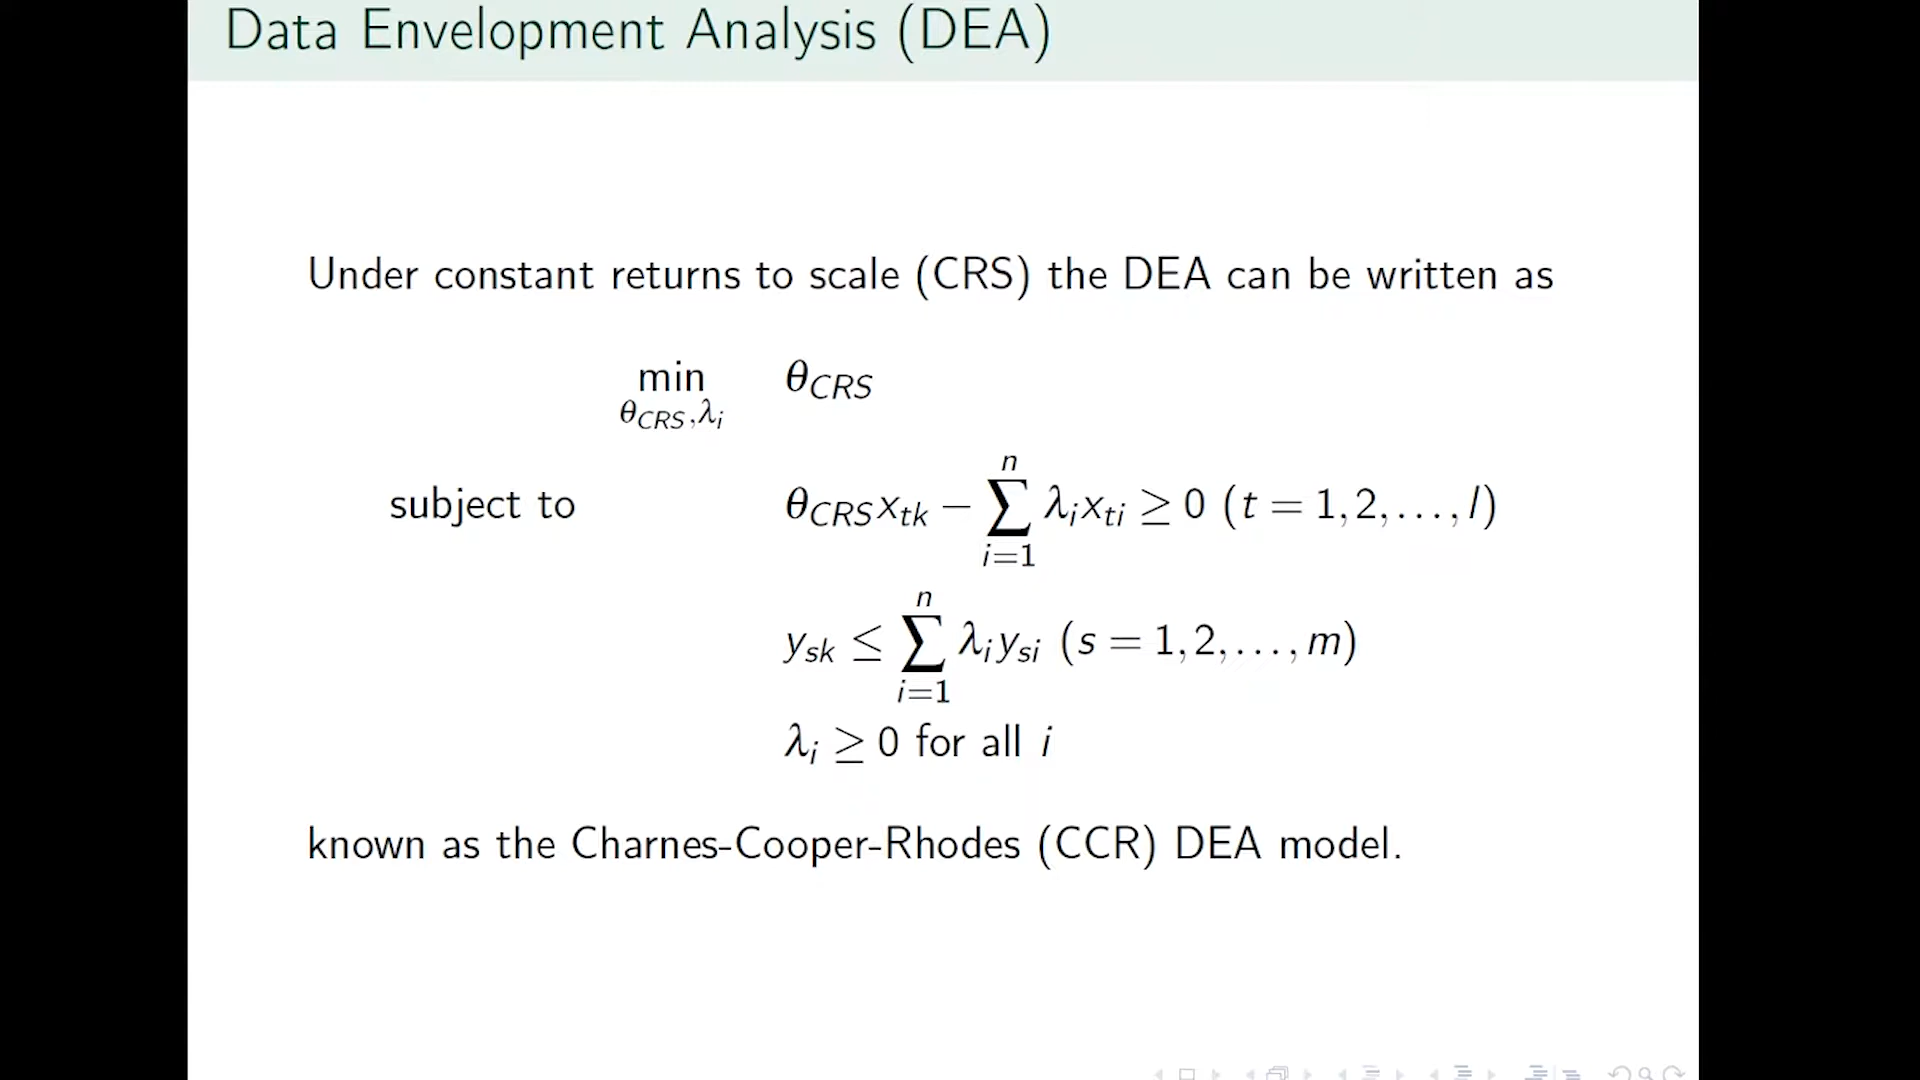 Data Envelopment Analysis (DEA)
Under constant returns to scale (CRS) the DEA can be written as
min θ_CRS
θ_CRS,λ_i
subject to θ_CRS x_tk − ∑_{i=1}^{n} λ_i x_ti ≥ 0 (t = 1, 2, . . . , l)
y_sk ≤ ∑_{i=1}^{n} λ_i y_si (s = 1, 2, . . . , m)
λ_i ≥ 0 for all i
known as the Charnes-Cooper-Rhodes (CCR) DEA model.